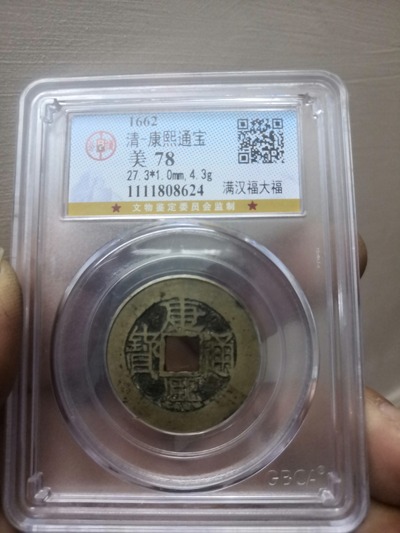 1662
清-康熙通宝
美 78
27.3*1.0mm,4.3g
1111808624
满汉福大福
★ 文物鉴定委员会监制 ★
康熙通寶
GBCA®